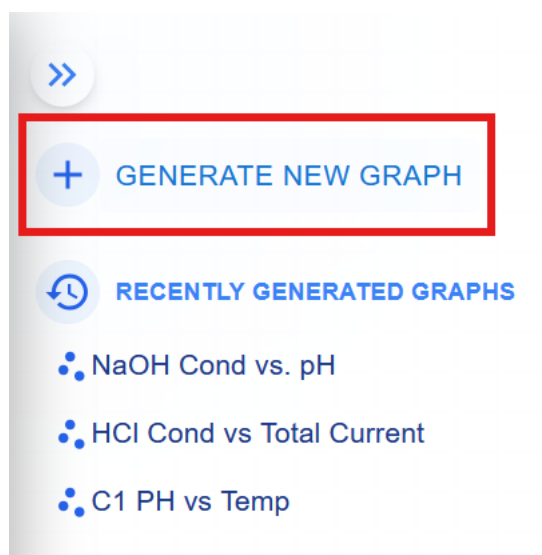 GENERATE NEW GRAPH
RECENTLY GENERATED GRAPHS
NaOH Cond vs. pH
HCl Cond vs Total Current
C1 PH vs Temp